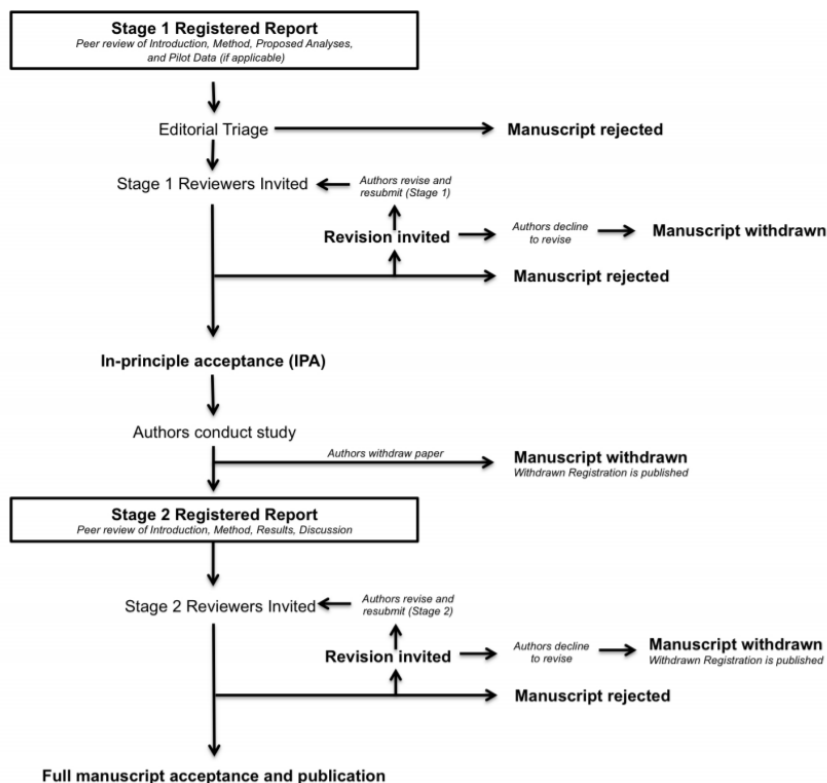 Stage 1 Registered Report
Peer review of Introduction, Method, Proposed Analyses,
and Pilot Data (if applicable)
Editorial Triage
Manuscript rejected
Stage 1 Reviewers Invited
Authors revise and
resubmit (Stage 1)
Revision invited
Authors decline
to revise
Manuscript withdrawn
Manuscript rejected
In-principle acceptance (IPA)
Authors conduct study
Authors withdraw paper
Manuscript withdrawn
Withdrawn Registration is published
Stage 2 Registered Report
Peer review of Introduction, Method, Results, Discussion
Stage 2 Reviewers Invited
Authors revise and
resubmit (Stage 2)
Revision invited
Authors decline
to revise
Manuscript withdrawn
Withdrawn Registration is published
Manuscript rejected
Full manuscript acceptance and publication